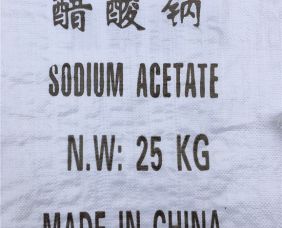 醋酸钠
SODIUM ACETATE
N.W: 25 KG
MADE IN CHINA